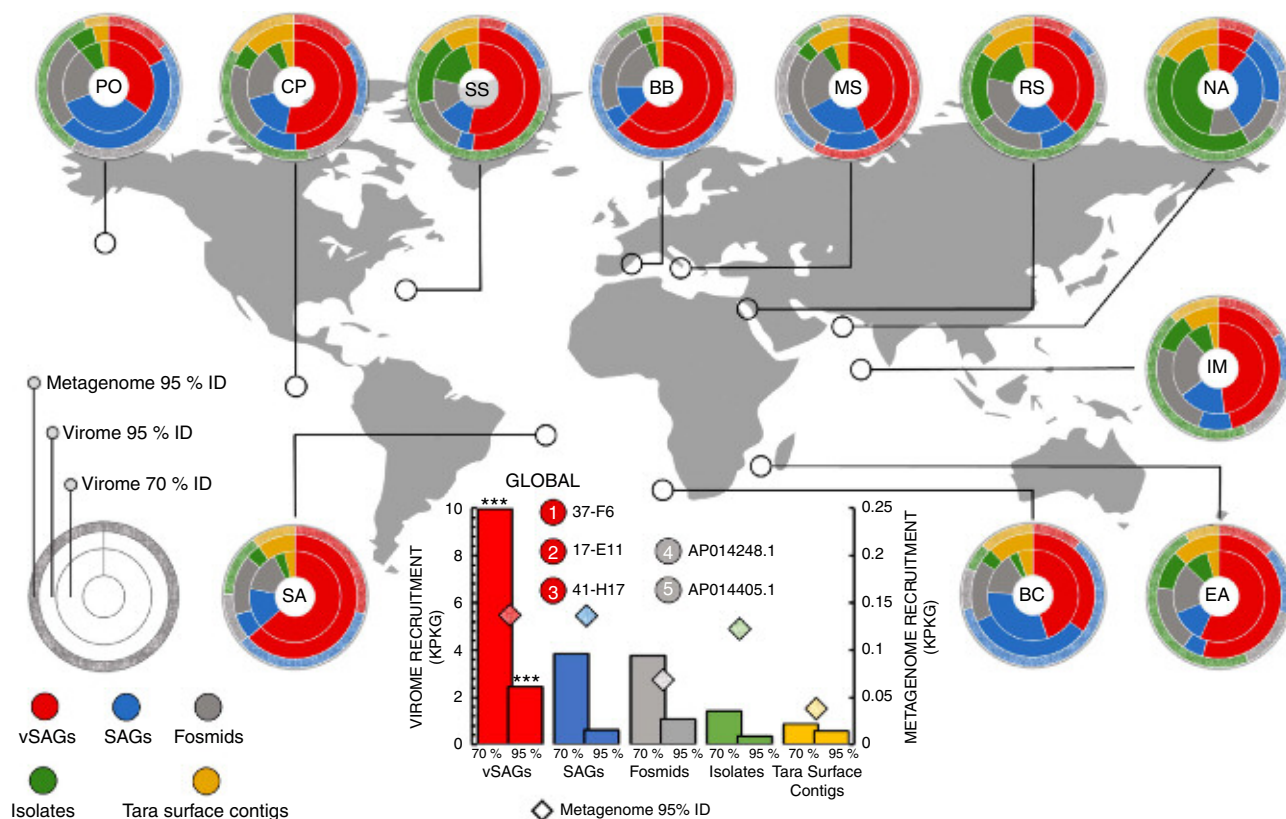 PO
CP
SS
BB
MS
RS
NA
IM
Metagenome 95 % ID
Virome 95 % ID
Virome 70 % ID
SA
BC
EA
vSAGs
SAGs
Fosmids
Isolates
Tara surface contigs
GLOBAL
1 37-F6
2 17-E11
3 41-H17
4 AP014248.1
5 AP014405.1
VIROME RECRUITMENT
(KPKG)
10
8
6
4
2
0
METAGENOME RECRUITMENT
(KPKG)
0.25
0.2
0.15
0.1
0.05
0
***
***
70 % 95 % 70 % 95 % 70 % 95 % 70 % 95 % 70 % 95 %
vSAGs SAGs Fosmids Isolates Tara Surface
Contigs
Metagenome 95% ID